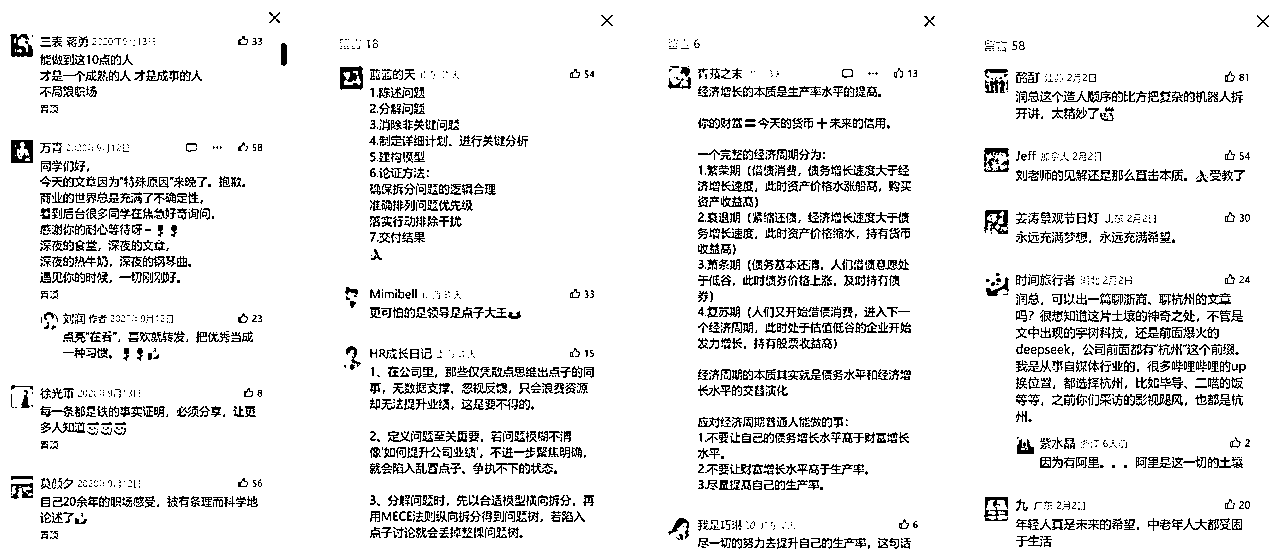 三表 蒋勇 2020年9月13日 33
能做到这10点的人
才是一个成熟的人 才是成事的人
不局限职场
置顶
万青 2020年9月12日 58
同学们好,
今天的文章因为"特殊原因"来晚了。抱歉。
商业的世界总是充满了不确定性,
看到后台很多同学在焦急好奇询问,
感谢你的耐心等待呀~
深夜的食堂,深夜的文章,
深夜的热牛奶,深夜的钢琴曲。
遇见你的时候,一切刚刚好。
置顶
刘润 作者 2020年9月12日 23
点亮"在看",喜欢就转发,把优秀当成
一种习惯。
8
每一条都是铁的事实证明,必须分享,让更
多人知道
置顶
56
自己20余年的职场感受,被有条理而科学地
论述了
置顶
留言 18
蓝蓝的天 54
1.陈述问题
2.分解问题
3.消除非关键问题
4.制定详细计划、进行关键分析
5.建构模型
6.论证方法:
确保拆分问题的逻辑合理
准确排列问题优先级
落实行动排除干扰
7.交付结果
Mimibell 33
更可怕的是领导是点子大王
HR成长日记 15
1、在公司里,那些仅凭散点思维出点子的同
事,无数据支撑、忽视反馈,只会浪费资源
却无法提升业绩,这是要不得的。
2、定义问题至关重要,若问题模糊不清
像'如何提升公司业绩',不进一步聚焦明确,
就会陷入乱冒点子、争执不下的状态。
3、分解问题时,先以合适模型横向拆分,再
用MECE法则纵向拆分得到问题树,若陷入
点子讨论就会丢掉整棵问题树。
留言 6
青萍之末 13
经济增长的本质是生产率水平的提高。
你的财富＝今天的货币＋未来的信用。
一个完整的经济周期分为:
1.繁荣期(借债消费,债务增长速度大于经
济增长速度,此时资产价格水涨船高,购买
资产收益高)
2.衰退期(紧缩还债,经济增长速度大于债
务增长速度,此时资产价格缩水,持有货币
收益高)
3.萧条期(债务基本还清,人们借债意愿处
于低谷,此时债券价格上涨,及时持有债
券)
4.复苏期(人们又开始借债消费,进入下一
个经济周期,此时处于估值低谷的企业开始
发力增长,持有股票收益高)
经济周期的本质其实就是债务水平和经济增
长水平的交替演化
应对经济周期普通人能做的事:
1.不要让自己的债务增长水平高于财富增长
水平。
2.不要让财富增长水平高于生产率。
3.尽量提高自己的生产率。
我是巧琳 6
尽一切的努力去提升自己的生产率,这句话
留言 58
江苏 2月2日 81
润总这个造人顺序的比方把复杂的机器人拆
开讲,太精妙了
Jeff 加拿大 2月2日 54
刘老师的见解还是那么直击本质。受教了
姜涛景观节日灯 山东 2月2日 30
永远充满梦想,永远充满希望。
时间旅行者 湖北 2月2日 24
润总,可以出一篇聊浙商、聊杭州的文章
吗?很想知道这片土壤的神奇之处,不管是
文中出现的宇树科技,还是前面爆火的
deepseek,公司前面都有"杭州"这个前缀。
我是从事自媒体行业的,很多哔哩哔哩的up
换位置,都选择杭州,比如毕导、二喵的饭
等等,之前你们采访的影视飓风,也都是杭
州。
紫水晶 浙江 6天前 2
因为有阿里。。。阿里是这一切的土壤
九 广东 2月2日 20
年轻人真是未来的希望,中老年人大都受困
于生活